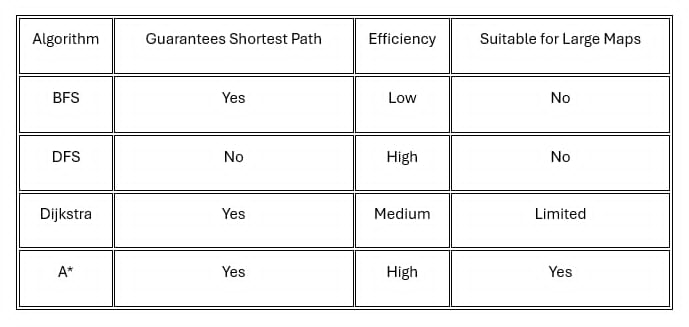 Algorithm Guarantees Shortest Path Efficiency Suitable for Large Maps
BFS Yes Low No
DFS No High No
Dijkstra Yes Medium Limited
A* Yes High Yes